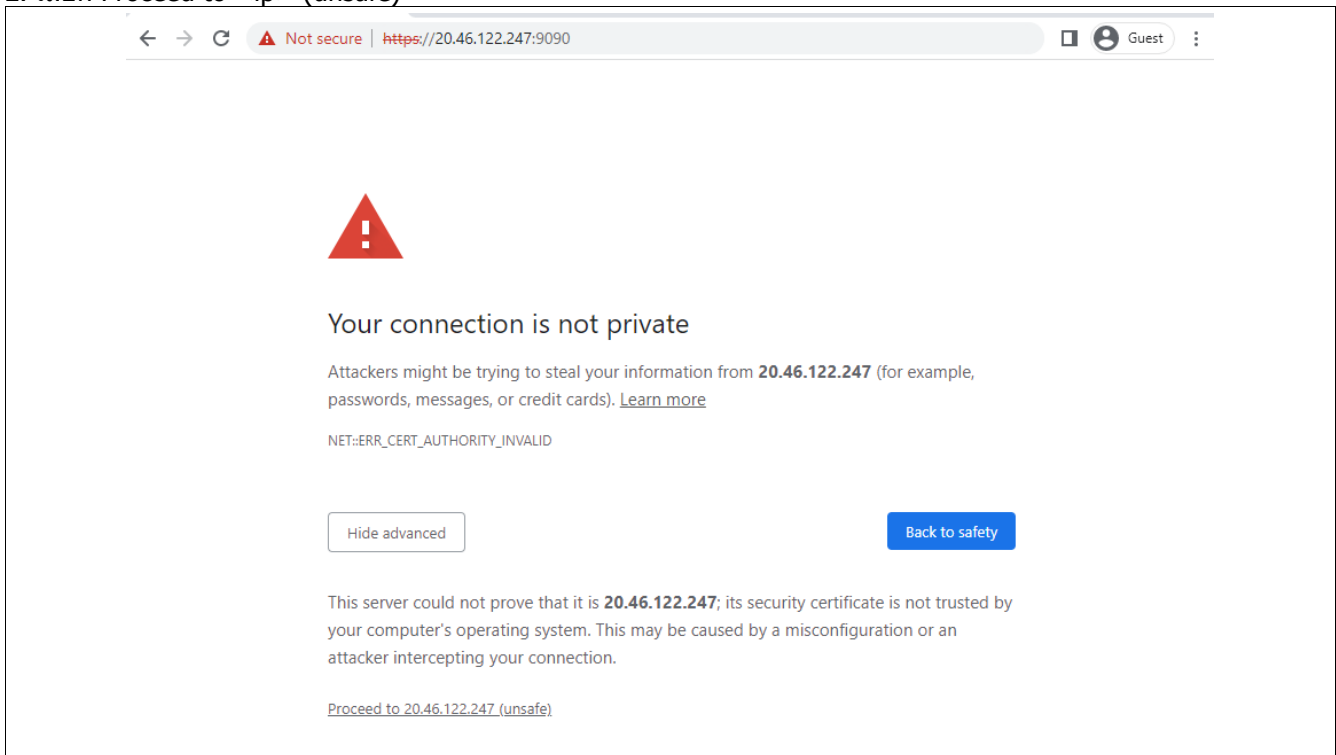 Not secure | https://20.46.122.247:9090
Guest
Your connection is not private
Attackers might be trying to steal your information from 20.46.122.247 (for example,
passwords, messages, or credit cards). Learn more
NET::ERR_CERT_AUTHORITY_INVALID
Hide advanced
Back to safety
This server could not prove that it is 20.46.122.247; its security certificate is not trusted by
your computer's operating system. This may be caused by a misconfiguration or an
attacker intercepting your connection.
Proceed to 20.46.122.247 (unsafe)